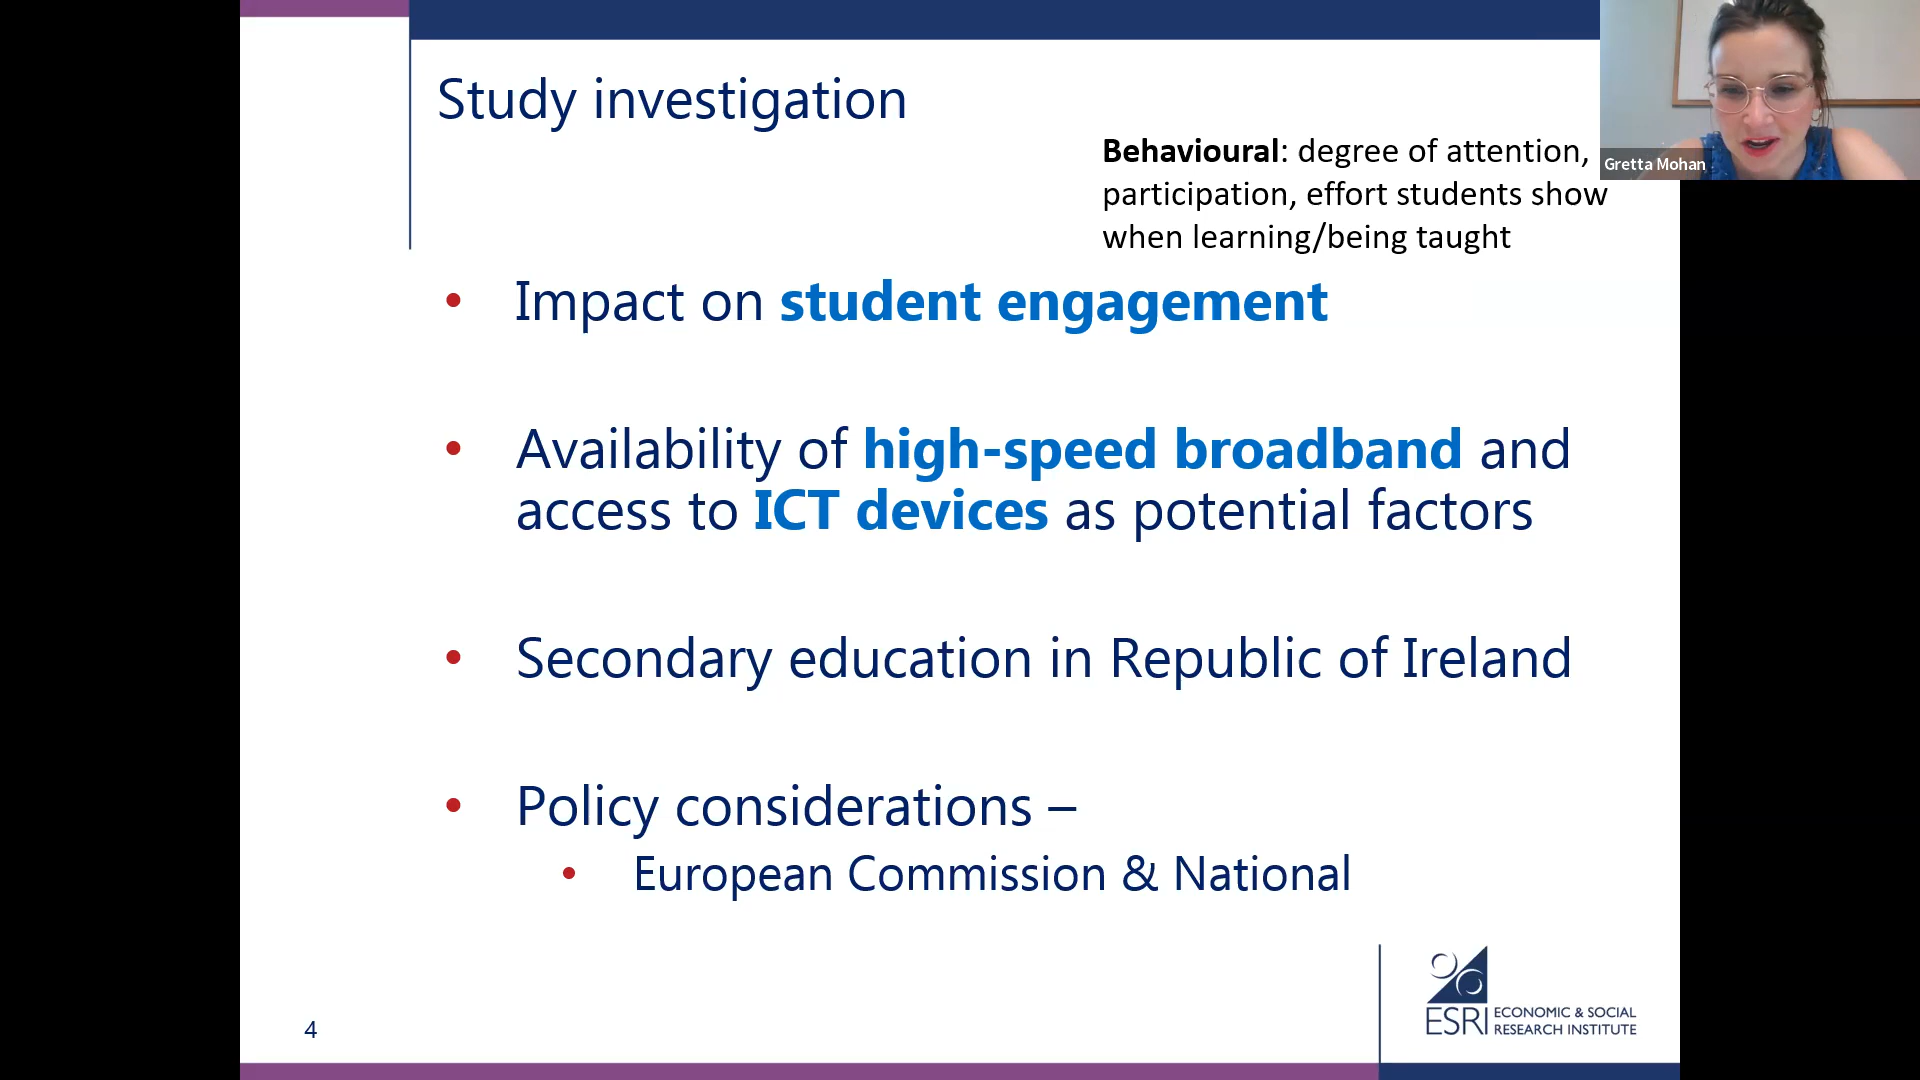 Study investigation
Behavioural: degree of attention,
participation, effort students show
when learning/being taught
Gretta Mohan
• Impact on student engagement
• Availability of high-speed broadband and
access to ICT devices as potential factors
• Secondary education in Republic of Ireland
• Policy considerations –
• European Commission & National
4
ESRI
ECONOMIC & SOCIAL
RESEARCH INSTITUTE